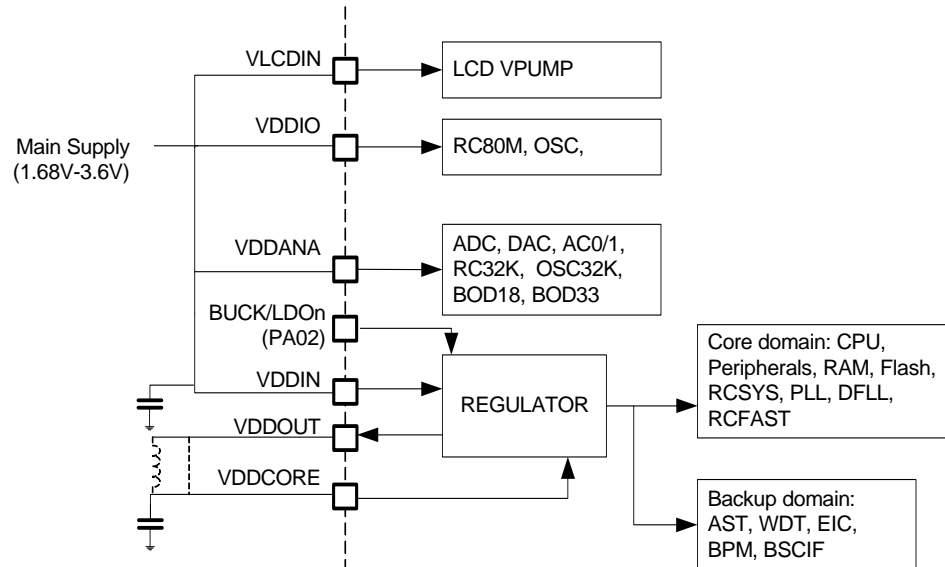 VLCDIN
LCD VPUMP
VDDIO
Main Supply
(1.68V-3.6V)
RC80M, OSC,
VDDANA
ADC, DAC, AC0/1,
RC32K, OSC32K,
BOD18, BOD33
BUCK/LDOn
(PA02)
VDDIN
REGULATOR
VDDOUT
VDDCORE
Core domain: CPU,
Peripherals, RAM, Flash,
RCSYS, PLL, DFLL,
RCFAST
Backup domain:
AST, WDT, EIC,
BPM, BSCIF